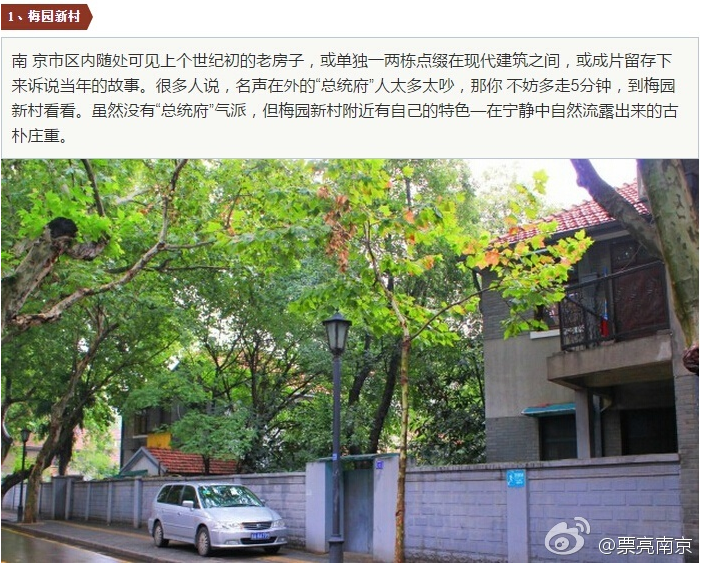 1、梅园新村
南 京市区内随处可见上个世纪初的老房子，或单独一两栋点缀在现代建筑之间，或成片留存下
来诉说当年的故事。很多人说，名声在外的“总统府”人太多太吵，那你 不妨多走5分钟，到梅园
新村看看。虽然没有“总统府”气派，但梅园新村附近有自己的特色—在宁静中自然流露出来的古
朴庄重。
@票亮南京